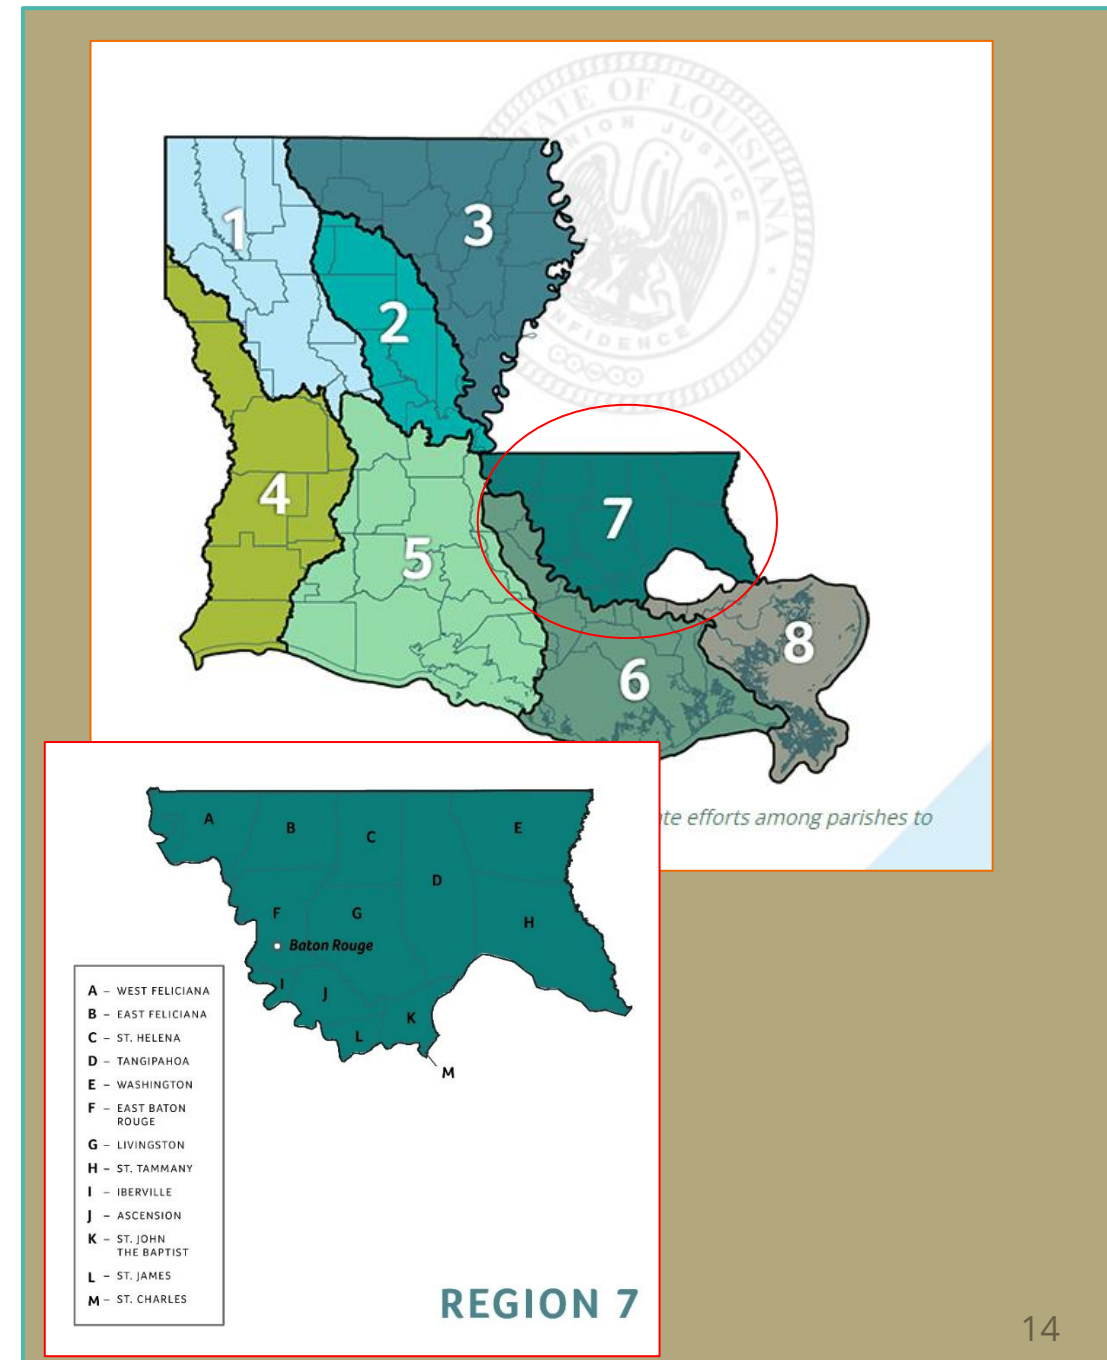 STATE OF LOUISIANA
UNION JUSTICE
CONFIDENCE
1
3
2
4
7
5
8
6
te efforts among parishes to
A
B
C
E
D
F
G
H
Baton Rouge
I
J
K
L
M
A – WEST FELICIANA
B – EAST FELICIANA
C – ST. HELENA
D – TANGIPAHOA
E – WASHINGTON
F – EAST BATON
ROUGE
G – LIVINGSTON
H – ST. TAMMANY
I – IBERVILLE
J – ASCENSION
K – ST. JOHN
THE BAPTIST
L – ST. JAMES
M – ST. CHARLES
REGION 7
14